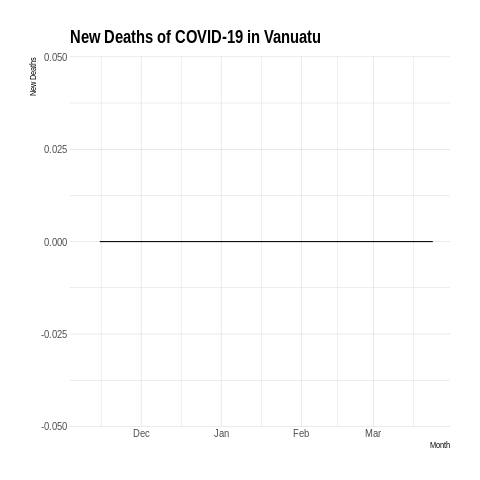 New Deaths of COVID-19 in Vanuatu
New Deaths
0.050
0.025
0.000
-0.025
-0.050
Dec Jan Feb Mar
Month